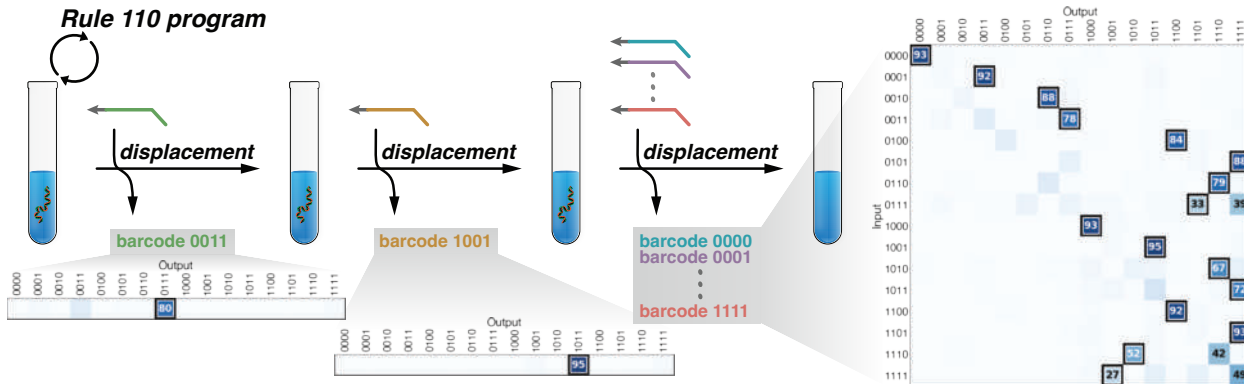 Rule 110 program
displacement
displacement
displacement
barcode 0011
barcode 1001
barcode 0000
barcode 0001
barcode 1111
Output
0000 0001 0010 0011 0100 0101 0110 0111 1000 1001 1010 1011 1100 1101 1110 1111
80
Output
0000 0001 0010 0011 0100 0101 0110 0111 1000 1001 1010 1011 1100 1101 1110 1111
95
Output
0000 0001 0010 0011 0100 0101 0110 0111 1000 1001 1010 1011 1100 1101 1110 1111
Input
0000 93
0001 92
0010 88
0011 78
0100 84
0101 88
0110 79
0111 33 39
1000 93
1001 95
1010 67
1011 72
1100 92
1101 93
1110 52 42
1111 27 49